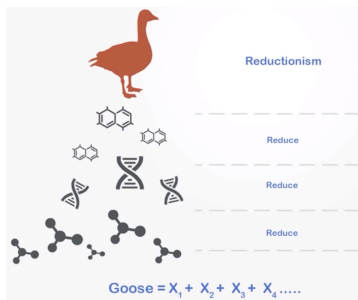 Reductionism
Reduce
Reduce
Reduce
Goose = X₁ + X₂ + X₃ + X₄ .....